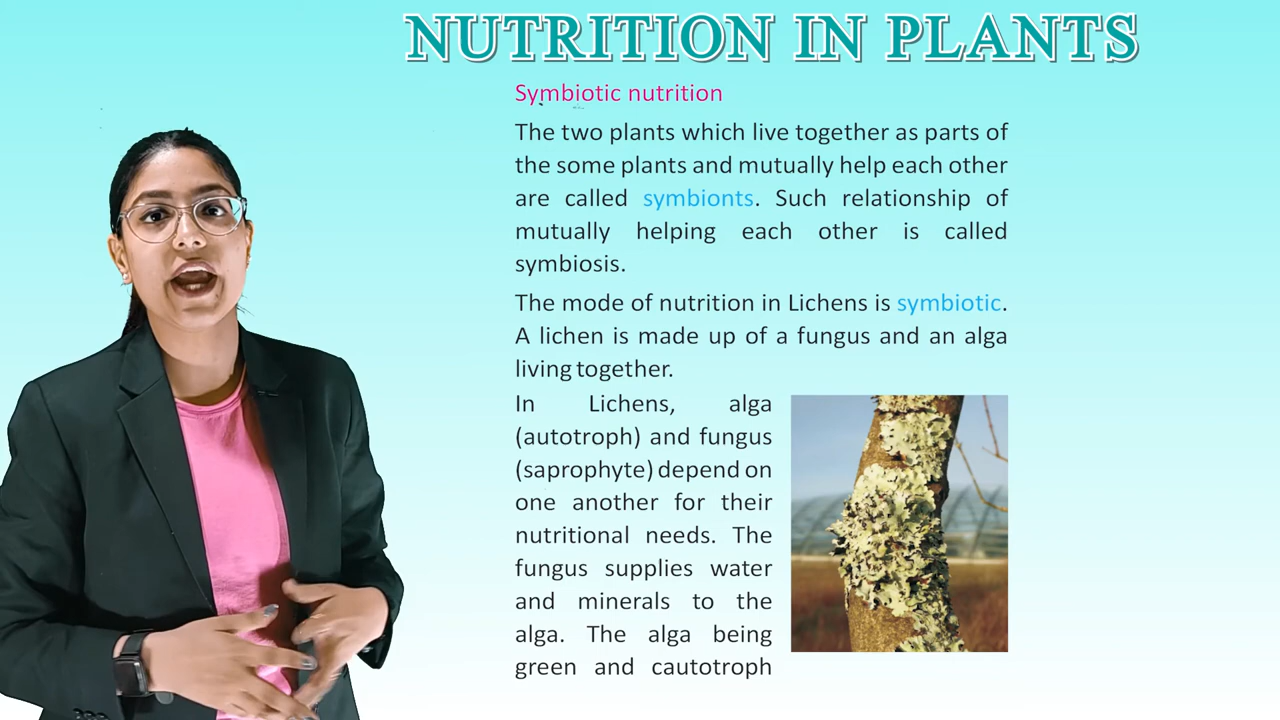 NUTRITION IN PLANTS
Symbiotic nutrition
The two plants which live together as parts of
the some plants and mutually help each other
are called symbionts. Such relationship of
mutually helping each other is called
symbiosis.
The mode of nutrition in Lichens is symbiotic.
A lichen is made up of a fungus and an alga
living together.
In Lichens, alga
(autotroph) and fungus
(saprophyte) depend on
one another for their
nutritional needs. The
fungus supplies water
and minerals to the
alga. The alga being
green and cautotroph